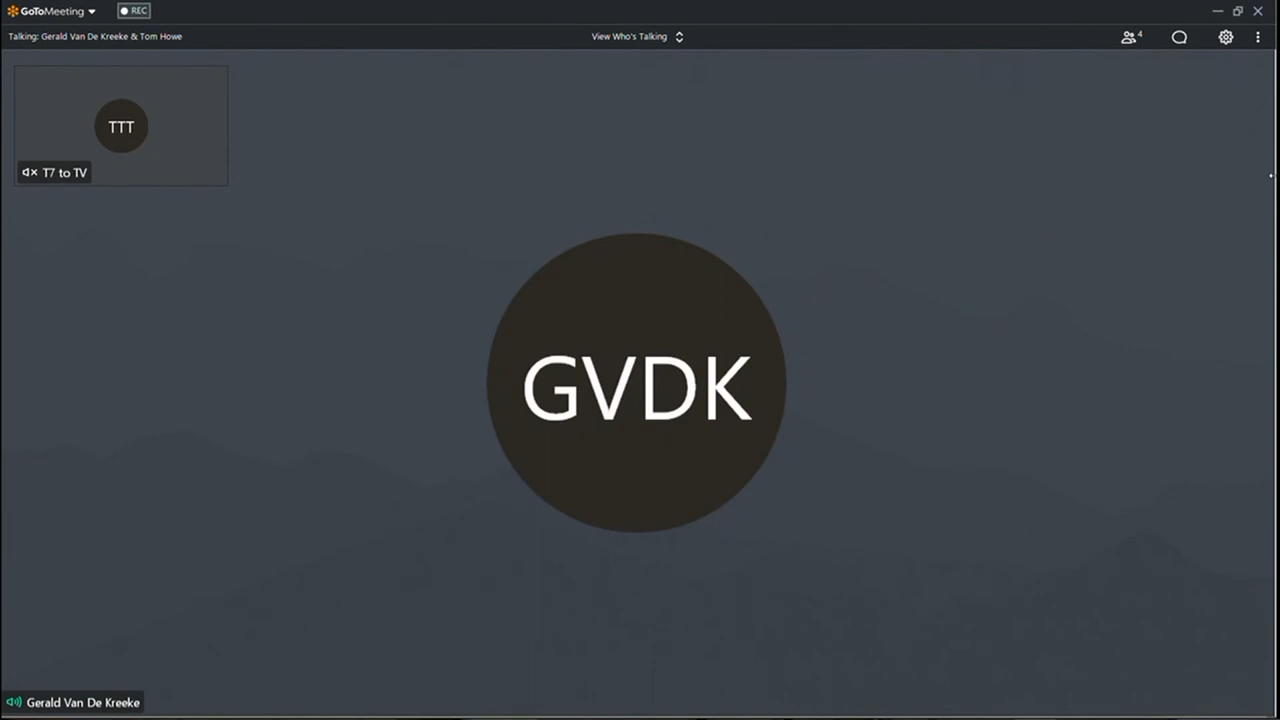 GoToMeeting
REC
Talking: Gerald Van De Kreeke & Tom Howe
View Who's Talking
4
TTT
T7 to TV
GVDK
Gerald Van De Kreeke